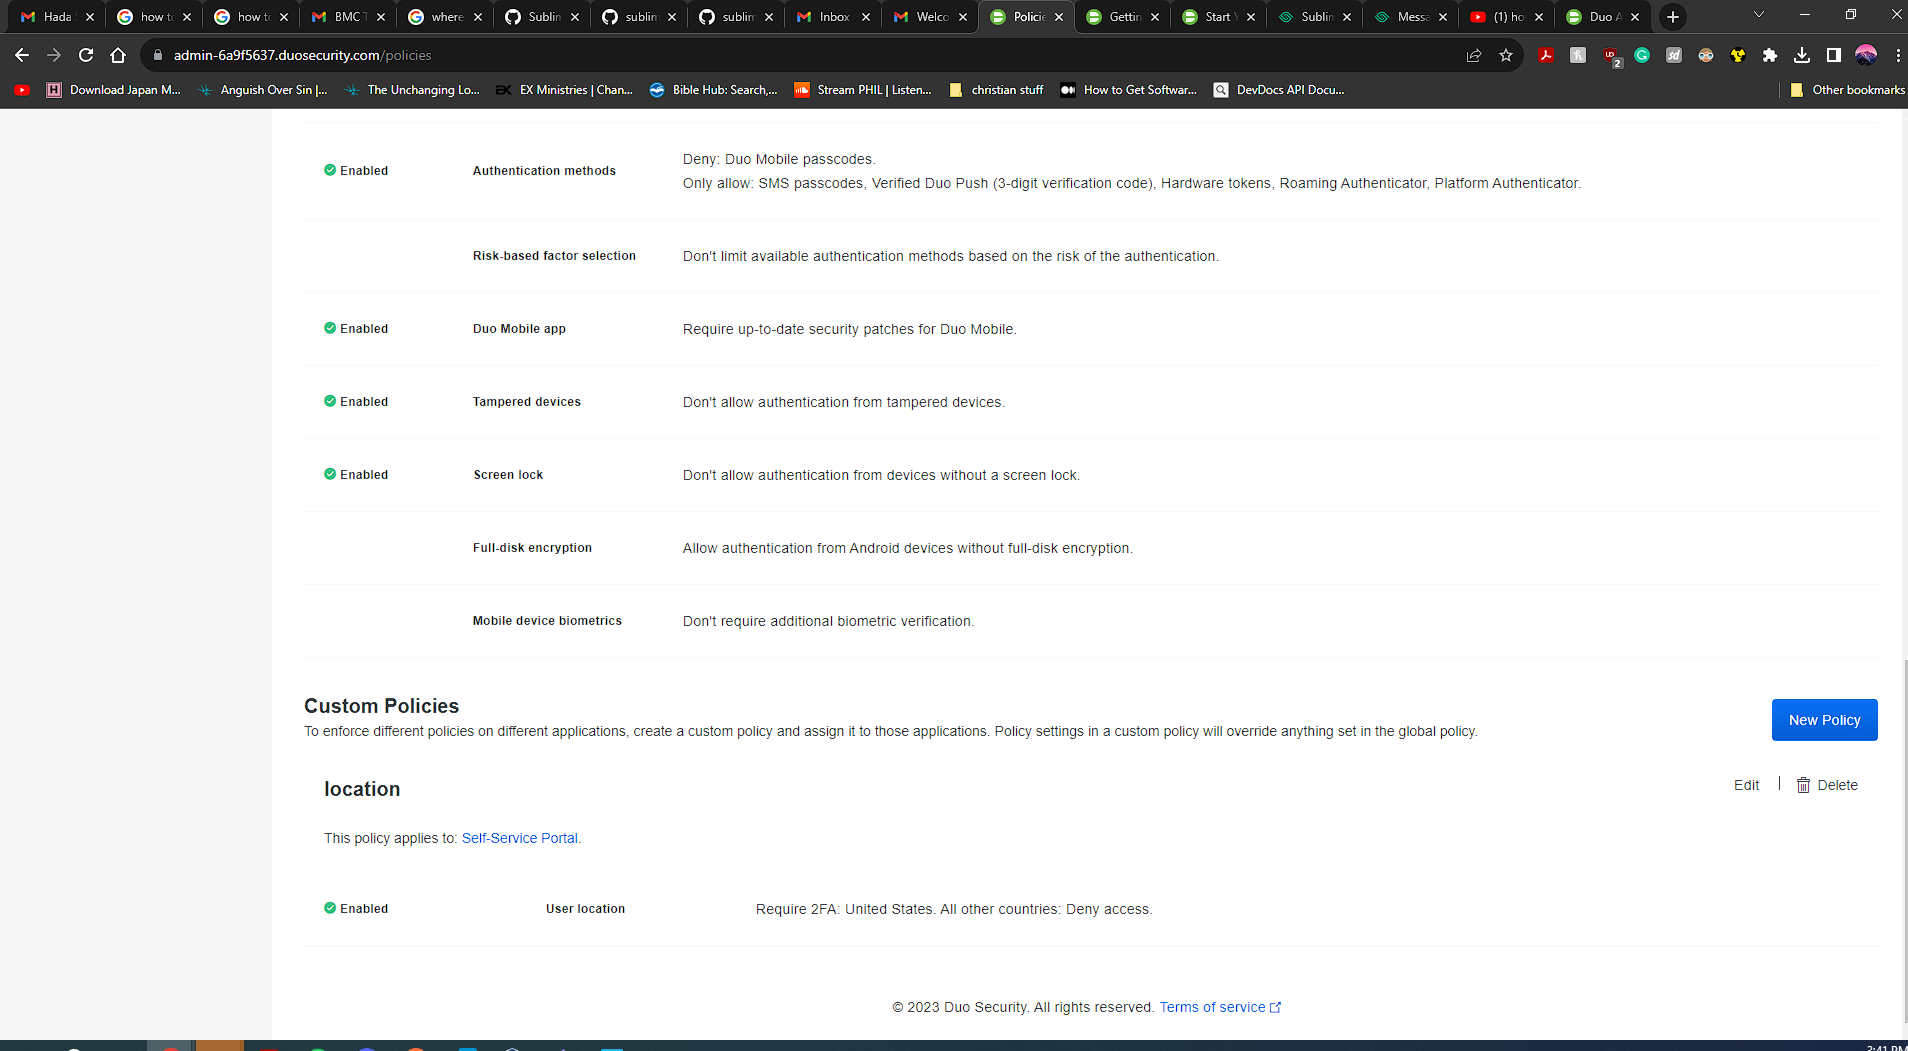 Hada
how to
how to
BMC T
where
Sublin
sublim
sublim
Inbox
Welco
Policie
Gettin
Start Y
Sublin
Messa
(1) ho
Duo A
admin-6a9f5637.duosecurity.com/policies
2
Download Japan M...
Anguish Over Sin |...
The Unchanging Lo...
EX Ministries | Chan...
Bible Hub: Search,...
Stream PHIL | Listen...
christian stuff
How to Get Softwar...
DevDocs API Docu...
Other bookmarks
Enabled
Authentication methods
Deny: Duo Mobile passcodes.
Only allow: SMS passcodes, Verified Duo Push (3-digit verification code), Hardware tokens, Roaming Authenticator, Platform Authenticator.
Risk-based factor selection
Don't limit available authentication methods based on the risk of the authentication.
Enabled
Duo Mobile app
Require up-to-date security patches for Duo Mobile.
Enabled
Tampered devices
Don't allow authentication from tampered devices.
Enabled
Screen lock
Don't allow authentication from devices without a screen lock.
Full-disk encryption
Allow authentication from Android devices without full-disk encryption.
Mobile device biometrics
Don't require additional biometric verification.
Custom Policies
To enforce different policies on different applications, create a custom policy and assign it to those applications. Policy settings in a custom policy will override anything set in the global policy.
New Policy
location
Edit
Delete
This policy applies to: Self-Service Portal.
Enabled
User location
Require 2FA: United States. All other countries: Deny access.
© 2023 Duo Security. All rights reserved. Terms of service
3:41 PM